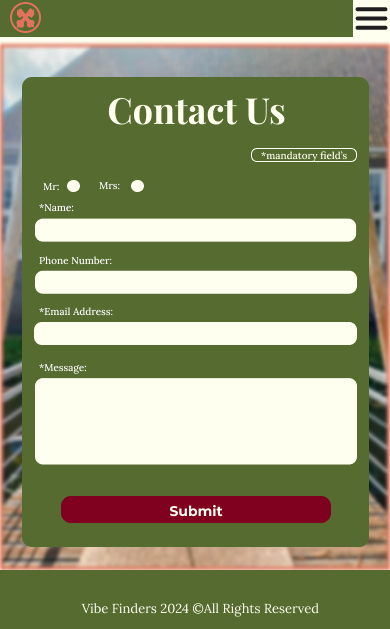 Contact Us
*mandatory field's
Mr: Mrs:
*Name:
Phone Number:
*Email Address:
*Message:
Submit
Vibe Finders 2024 ©All Rights Reserved